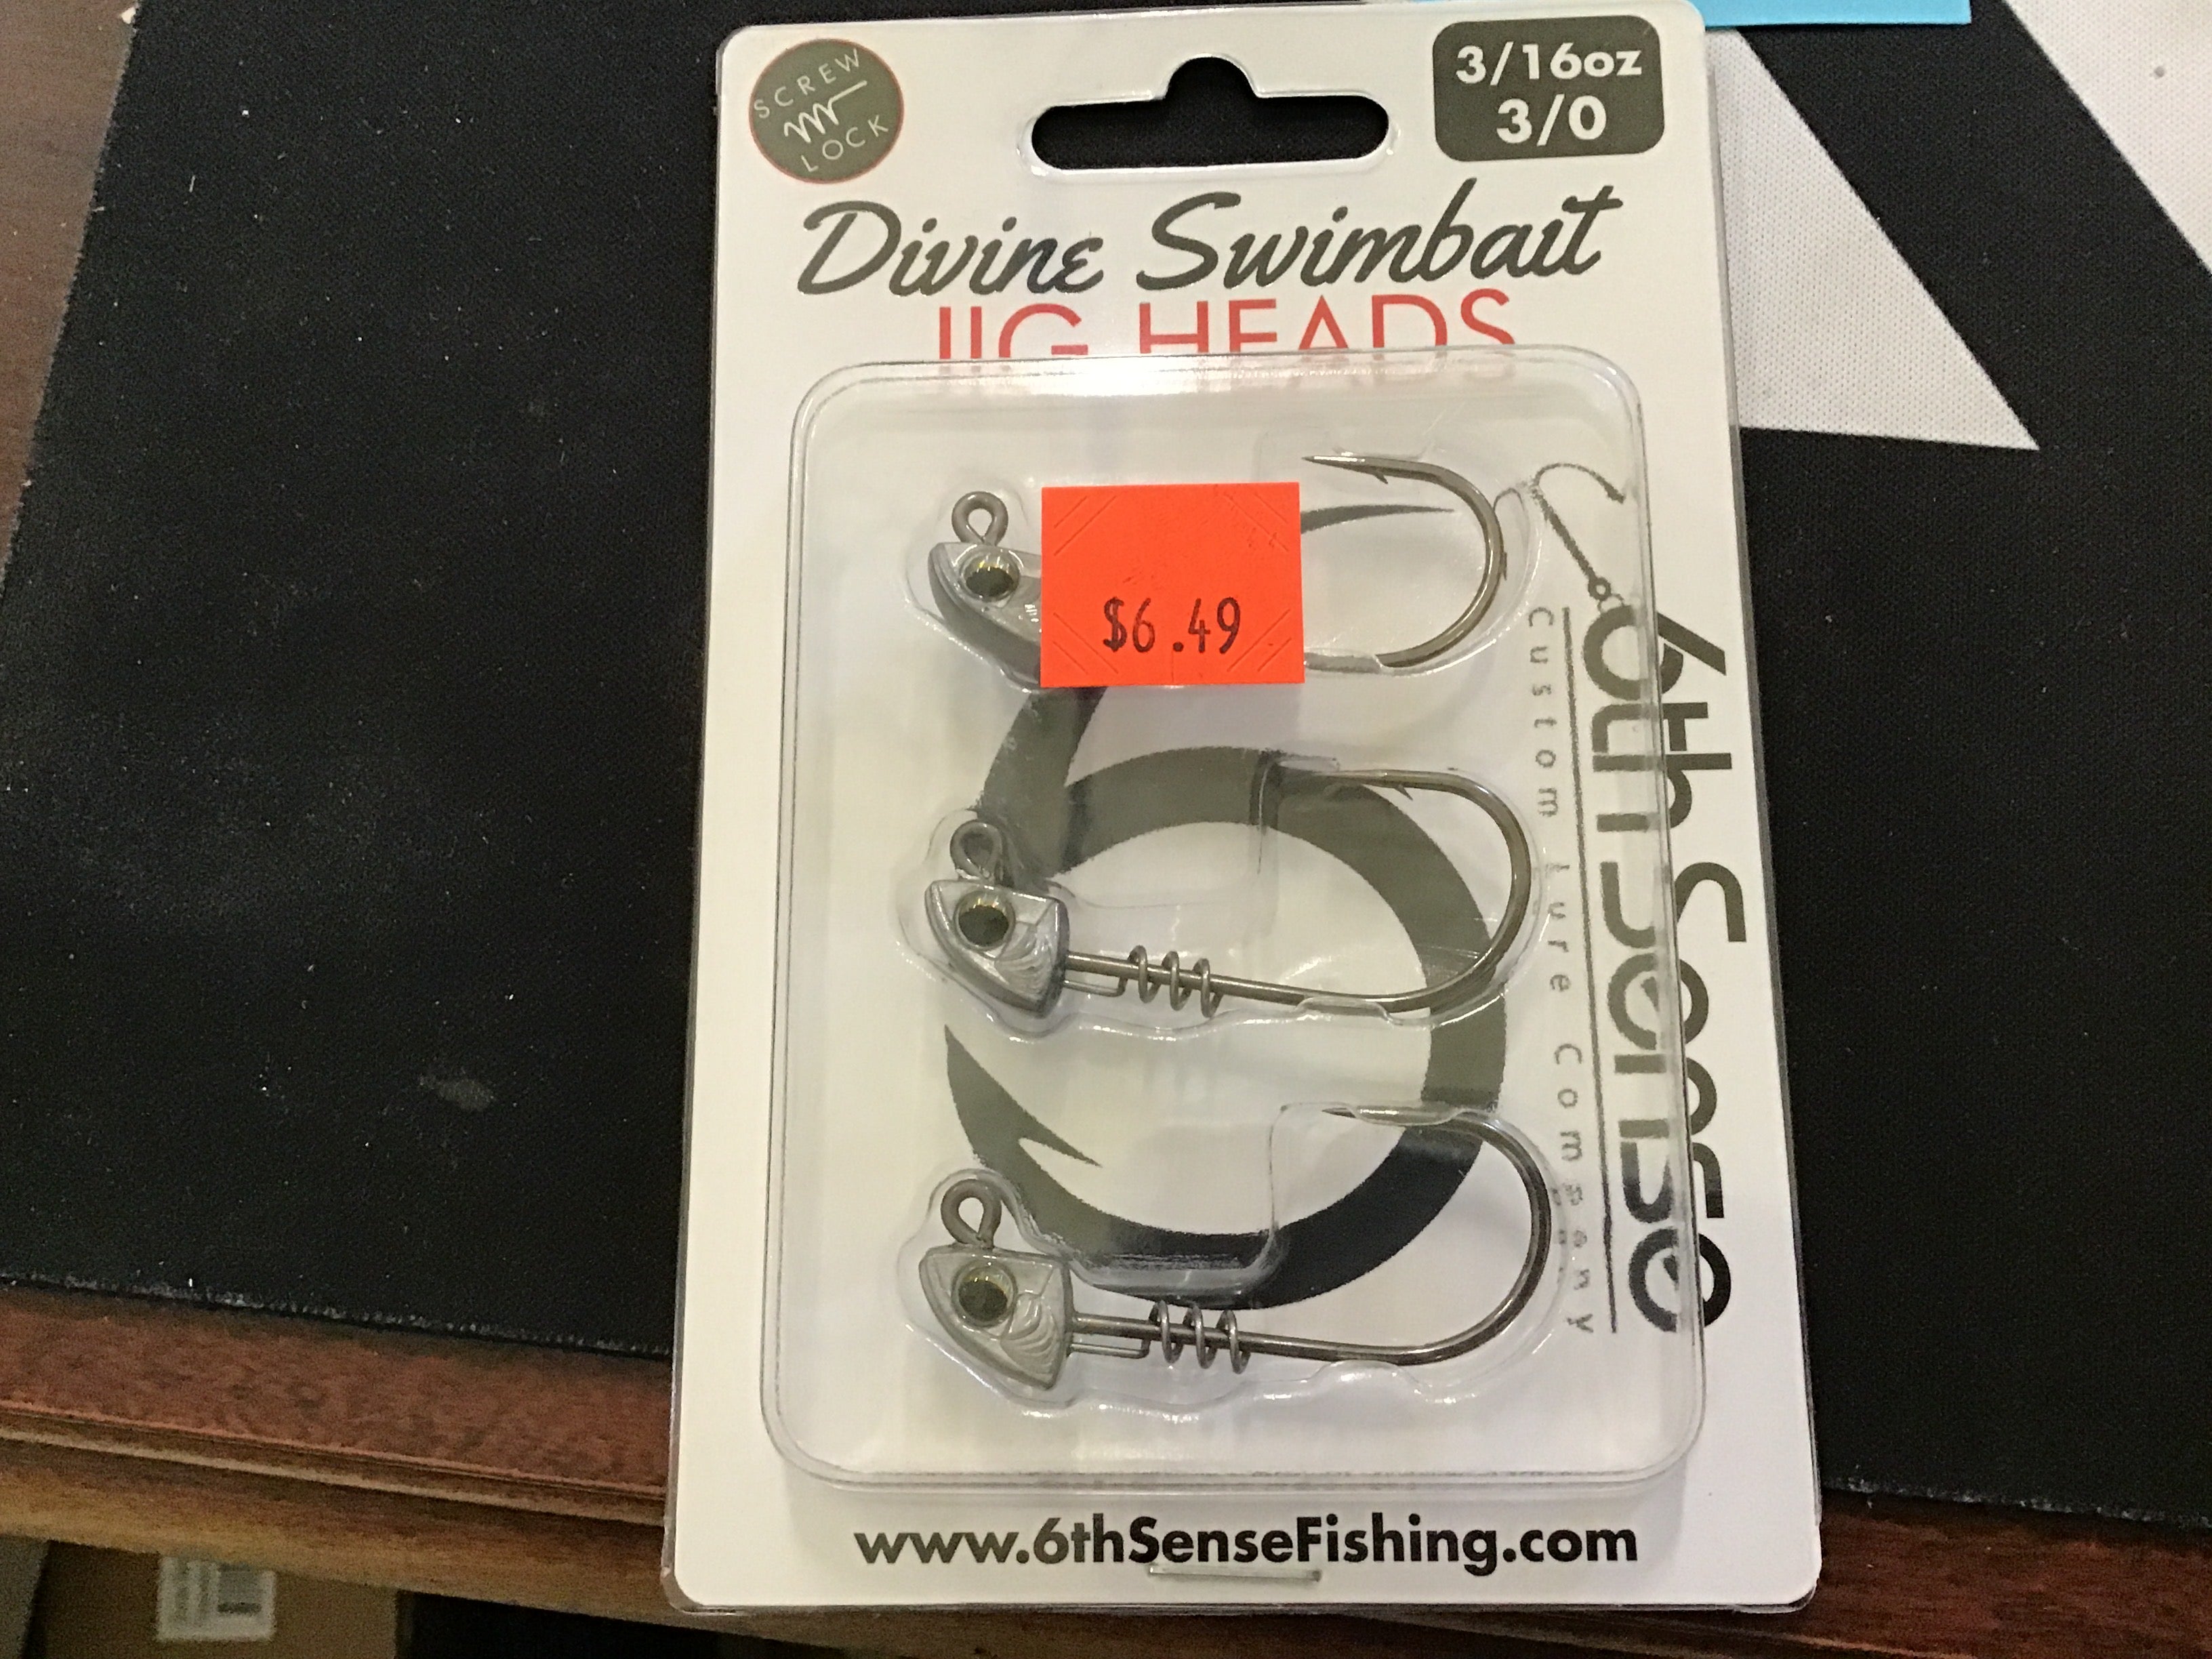 SCREW
LOCK
3/16oz
3/0
Divine Swimbait
JIG HEADS
$6.49
6th Sense
Custom Lure Company
www.6thSenseFishing.com